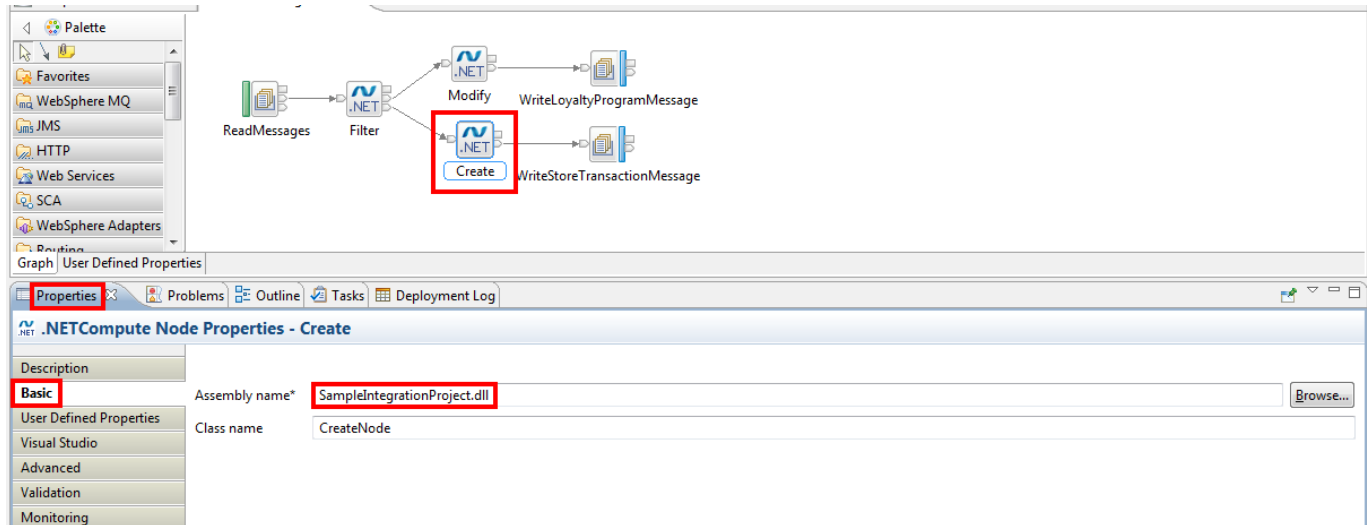 Palette
Favorites
WebSphere MQ
JMS
HTTP
Web Services
SCA
WebSphere Adapters
Routing
ReadMessages
.NET
Filter
.NET
Modify
WriteLoyaltyProgramMessage
.NET
Create
WriteStoreTransactionMessage
Graph User Defined Properties
Properties Problems Outline Tasks Deployment Log
.NET .NETCompute Node Properties - Create
Description
Basic
Assembly name* SampleIntegrationProject.dll Browse...
User Defined Properties
Class name CreateNode
Visual Studio
Advanced
Validation
Monitoring